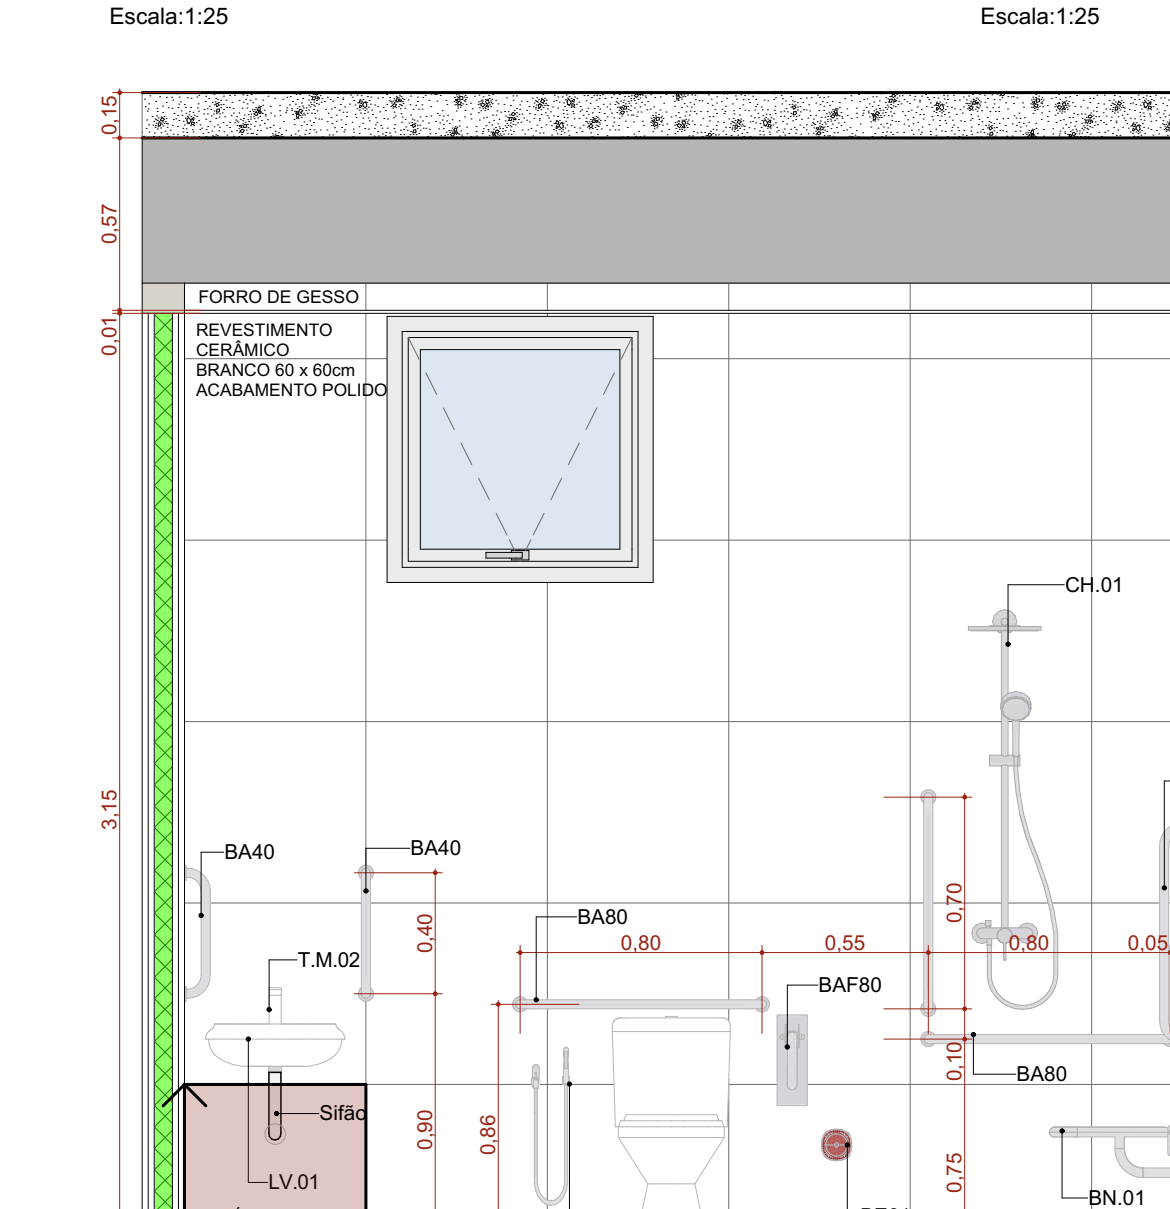 Escala:1:25
Escala:1:25
0,15
0,57
FORRO DE GESSO
0,01
REVESTIMENTO
CERÂMICO
BRANCO 60 x 60cm
ACABAMENTO POLIDO
CH.01
3,15
BA40
BA40
0,70
BA80
0,40
0,80
0,55
0,80
0,05
T.M.02
BAF80
0,10
BA80
Sifão
0,90
0,86
0,75
LV.01
BN.01